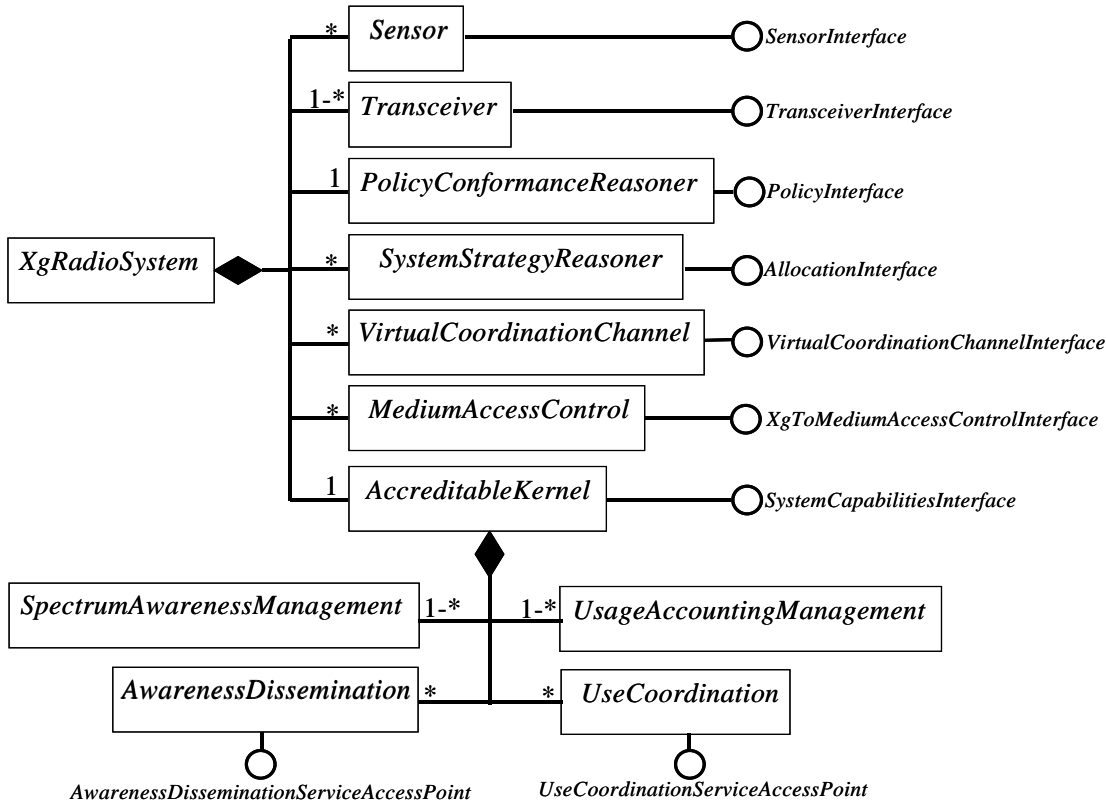 * Sensor SensorInterface
1-* Transceiver TransceiverInterface
1 PolicyConformanceReasoner PolicyInterface
XgRadioSystem
* SystemStrategyReasoner AllocationInterface
* VirtualCoordinationChannel VirtualCoordinationChannelInterface
* MediumAccessControl XgToMediumAccessControlInterface
1 AccreditableKernel SystemCapabilitiesInterface
SpectrumAwarenessManagement 1-* 1-* UsageAccountingManagement
AwarenessDissemination * * UseCoordination
AwarenessDisseminationServiceAccessPoint UseCoordinationServiceAccessPoint